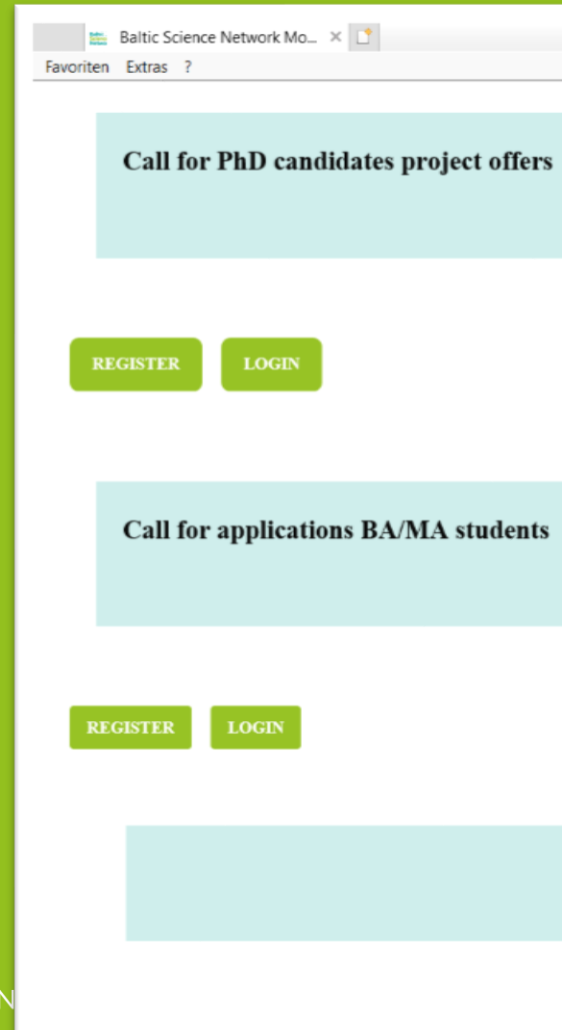 Baltic Science Network Mo...
Favoriten Extras ?
Call for PhD candidates project offers
REGISTER LOGIN
Call for applications BA/MA students
REGISTER LOGIN
N